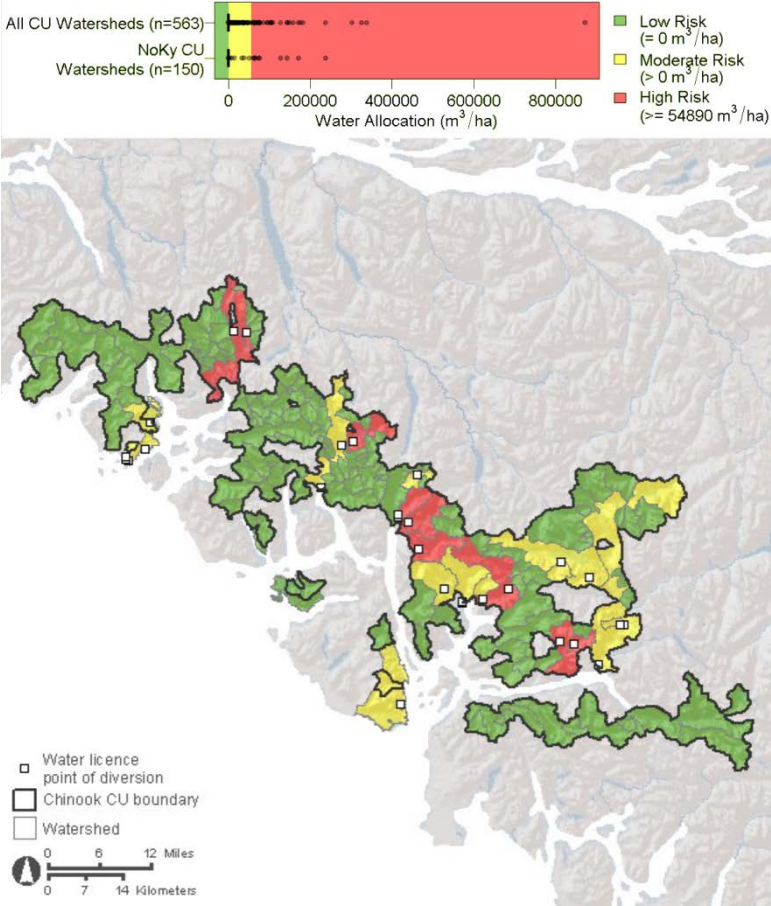 All CU Watersheds (n=563)
NoKy CU
Watersheds (n=150)
0 200000 400000 600000 800000
Water Allocation (m³/ha)
Low Risk
(= 0 m³/ha)
Moderate Risk
(> 0 m³/ha)
High Risk
(>= 54890 m³/ha)
Water licence
point of diversion
Chinook CU boundary
Watershed
0 6 12 Miles
0 7 14 Kilometers